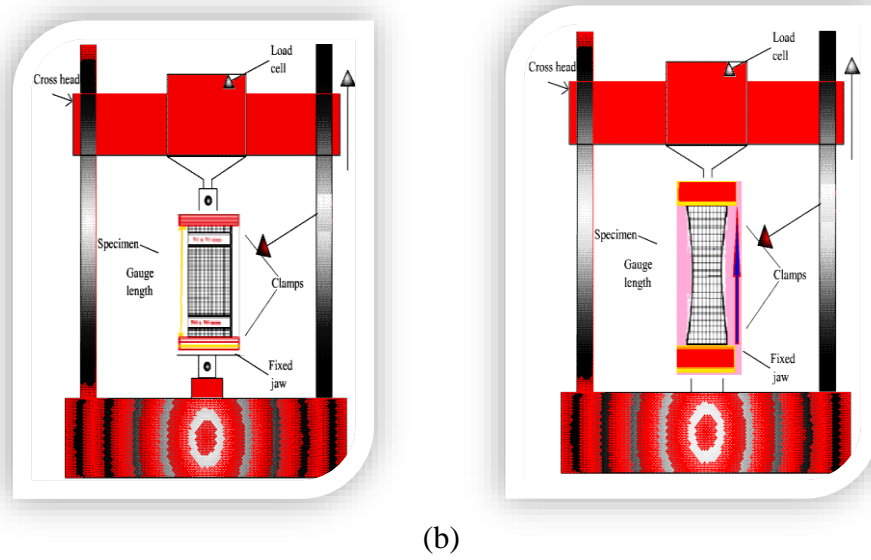 Load
cell
Cross head
Specimen
Gauge
length
Clamps
Fixed
jaw
Load
cell
Cross head
Specimen
Gauge
length
Clamps
Fixed
jaw
(b)